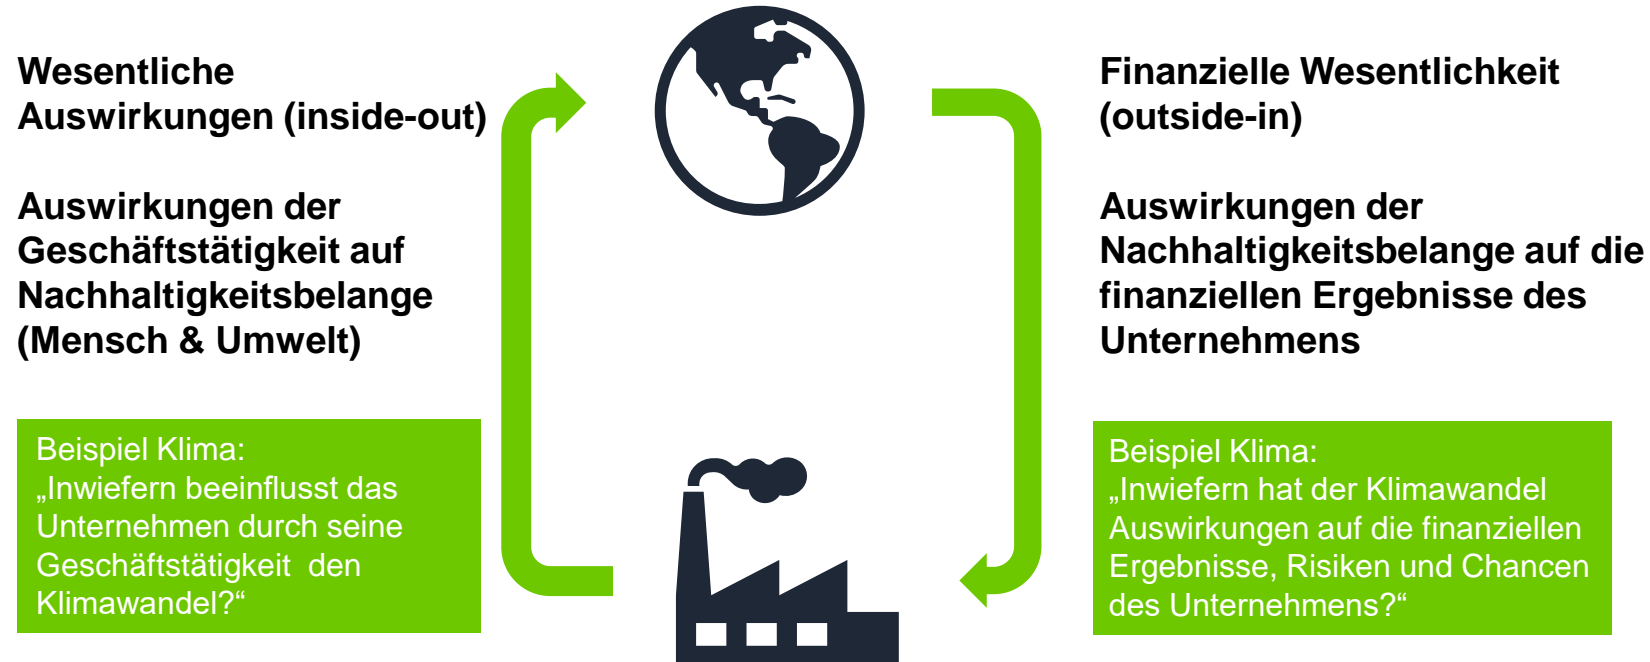 Wesentliche
Auswirkungen (inside-out)
Auswirkungen der
Geschäftstätigkeit auf
Nachhaltigkeitsbelange
(Mensch & Umwelt)
Beispiel Klima:
„Inwiefern beeinflusst das
Unternehmen durch seine
Geschäftstätigkeit  den
Klimawandel?“
Finanzielle Wesentlichkeit
(outside-in)
Auswirkungen der
Nachhaltigkeitsbelange auf die
finanziellen Ergebnisse des
Unternehmens
Beispiel Klima:
„Inwiefern hat der Klimawandel
Auswirkungen auf die finanziellen
Ergebnisse, Risiken und Chancen
des Unternehmens?“